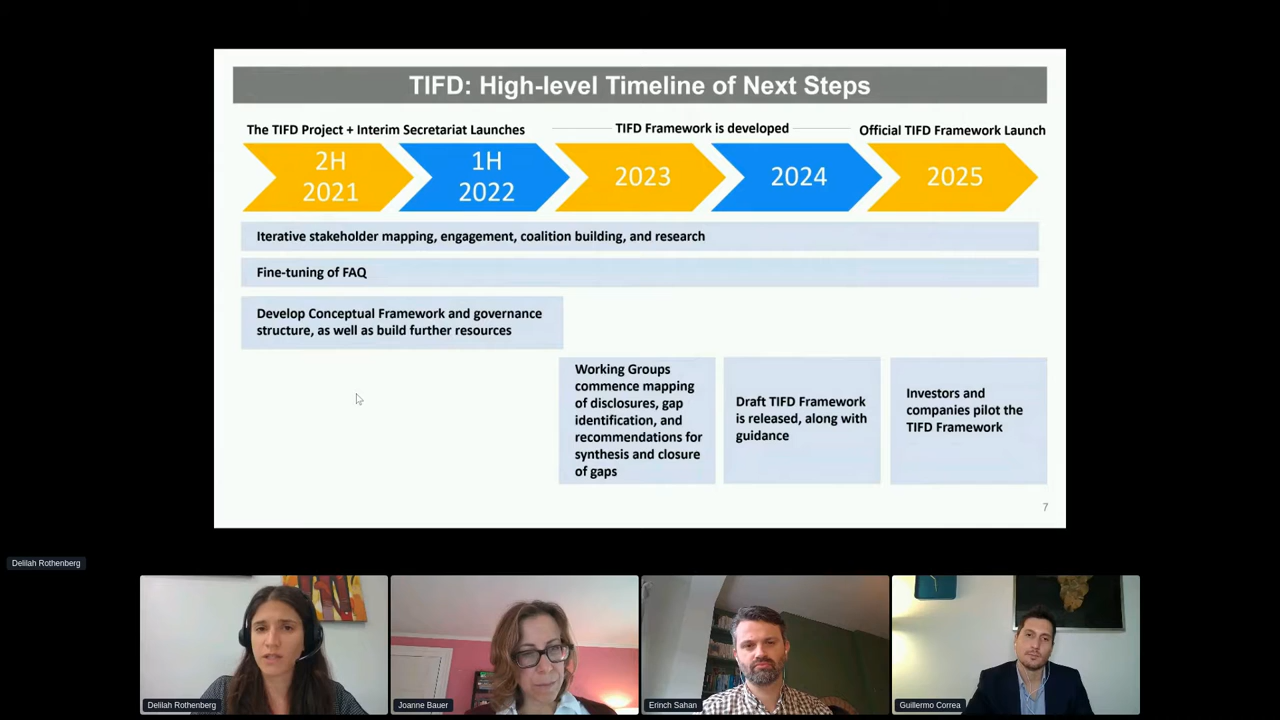 TIFD: High-level Timeline of Next Steps
The TIFD Project + Interim Secretariat Launches
TIFD Framework is developed
Official TIFD Framework Launch
2H
2021
1H
2022
2023
2024
2025
Iterative stakeholder mapping, engagement, coalition building, and research
Fine-tuning of FAQ
Develop Conceptual Framework and governance
structure, as well as build further resources
Working Groups
commence mapping
of disclosures, gap
identification, and
recommendations for
synthesis and closure
of gaps
Draft TIFD Framework
is released, along with
guidance
Investors and
companies pilot the
TIFD Framework
7
Delilah Rothenberg
Delilah Rothenberg
Joanne Bauer
Erinch Sahan
Guillermo Correa